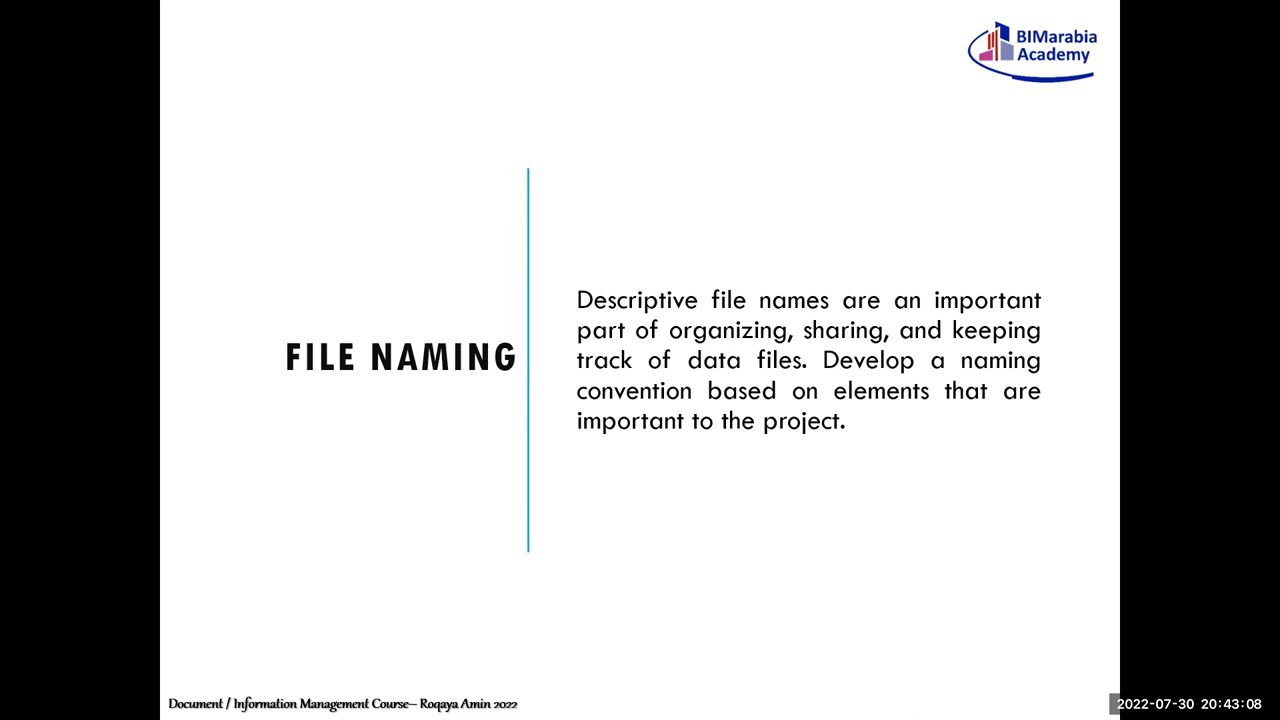 BIMarabia
Academy
FILE NAMING
Descriptive file names are an important
part of organizing, sharing, and keeping
track of data files. Develop a naming
convention based on elements that are
important to the project.
Document / Information Management Course– Roqaya Amin 2022
2022-07-30 20:43:08